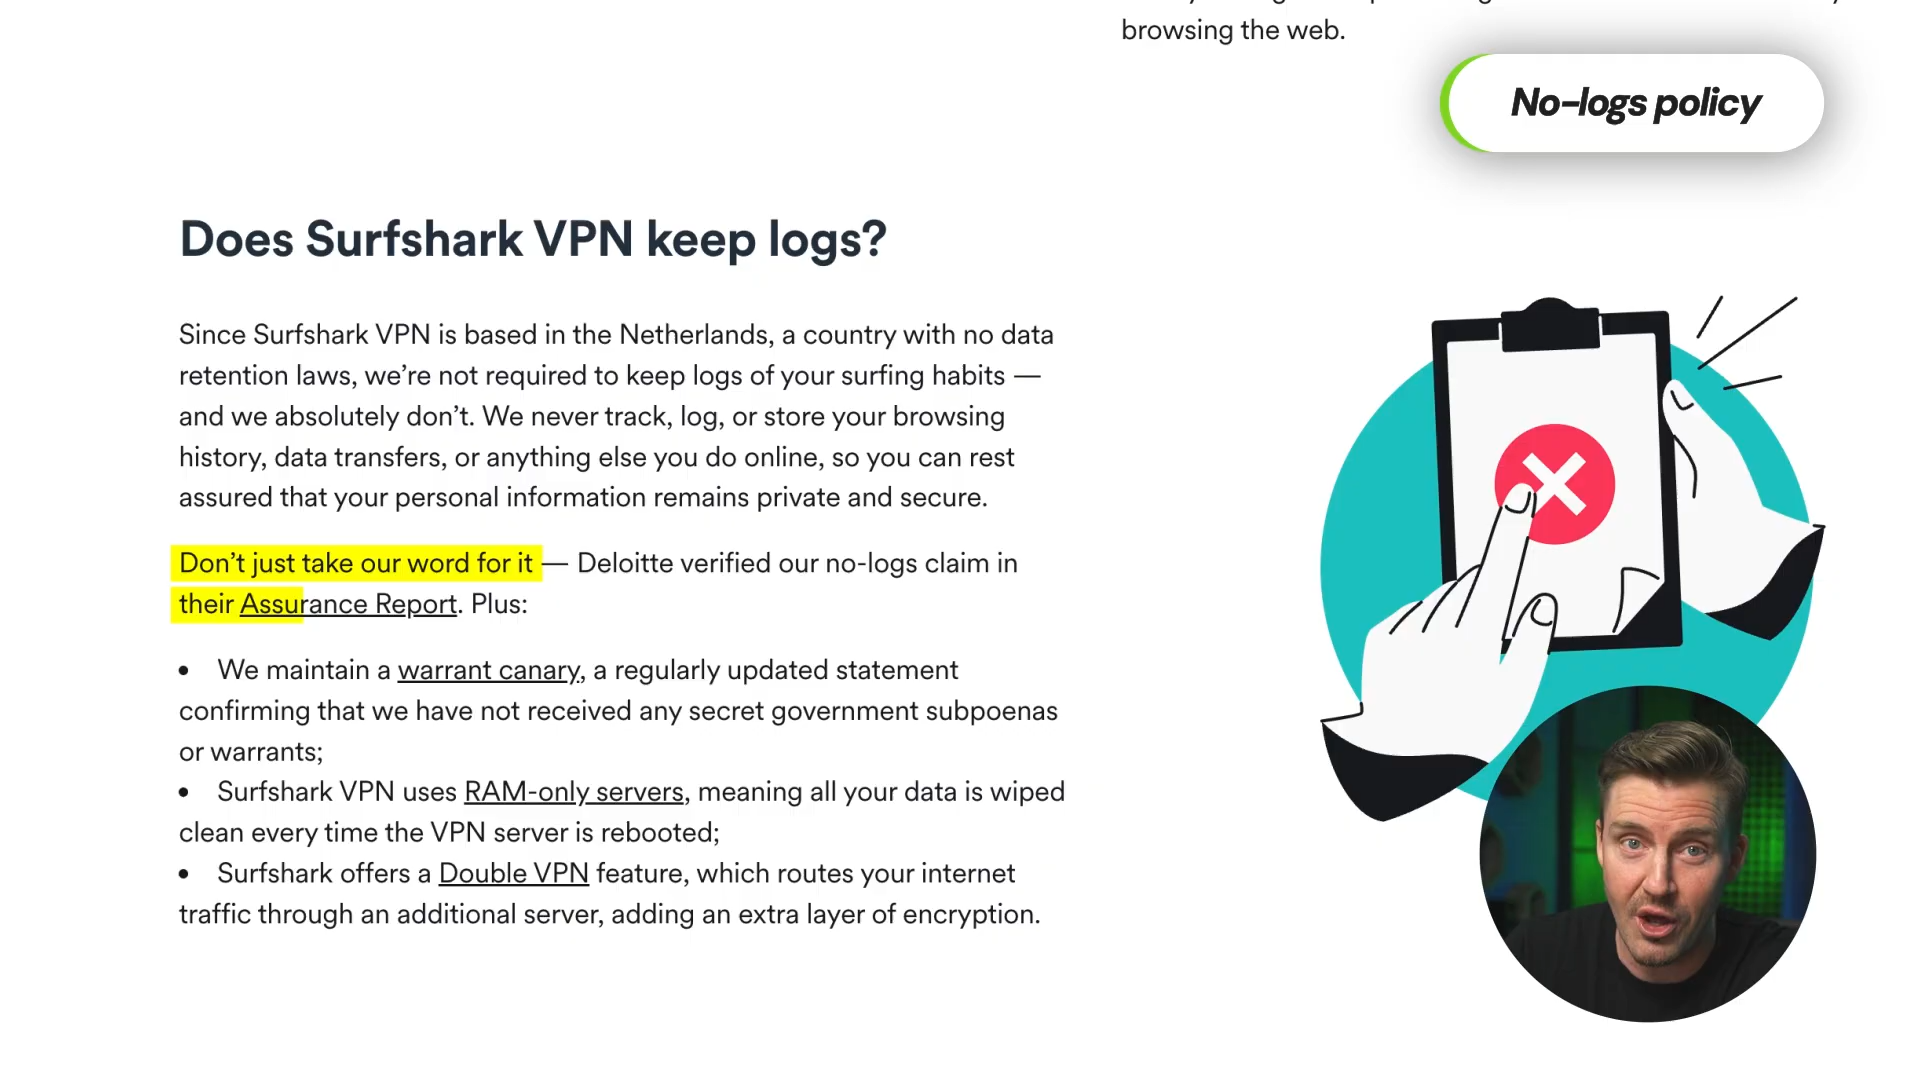 browsing the web.
No-logs policy
Does Surfshark VPN keep logs?
Since Surfshark VPN is based in the Netherlands, a country with no data
retention laws, we’re not required to keep logs of your surfing habits —
and we absolutely don’t. We never track, log, or store your browsing
history, data transfers, or anything else you do online, so you can rest
assured that your personal information remains private and secure.
Don’t just take our word for it — Deloitte verified our no-logs claim in
their Assurance Report. Plus:
• We maintain a warrant canary, a regularly updated statement
confirming that we have not received any secret government subpoenas
or warrants;
• Surfshark VPN uses RAM-only servers, meaning all your data is wiped
clean every time the VPN server is rebooted;
• Surfshark offers a Double VPN feature, which routes your internet
traffic through an additional server, adding an extra layer of encryption.